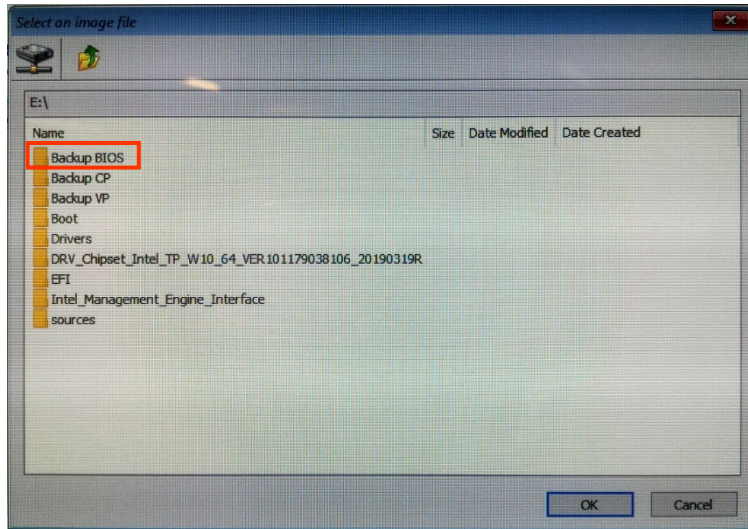 Select an image file
E:\
Name Size Date Modified Date Created
Backup BIOS
Backup CP
Backup VP
Boot
Drivers
DRV_Chipset_Intel_TP_W10_64_VER101179038106_20190319R
EFI
Intel_Management_Engine_Interface
sources
OK Cancel